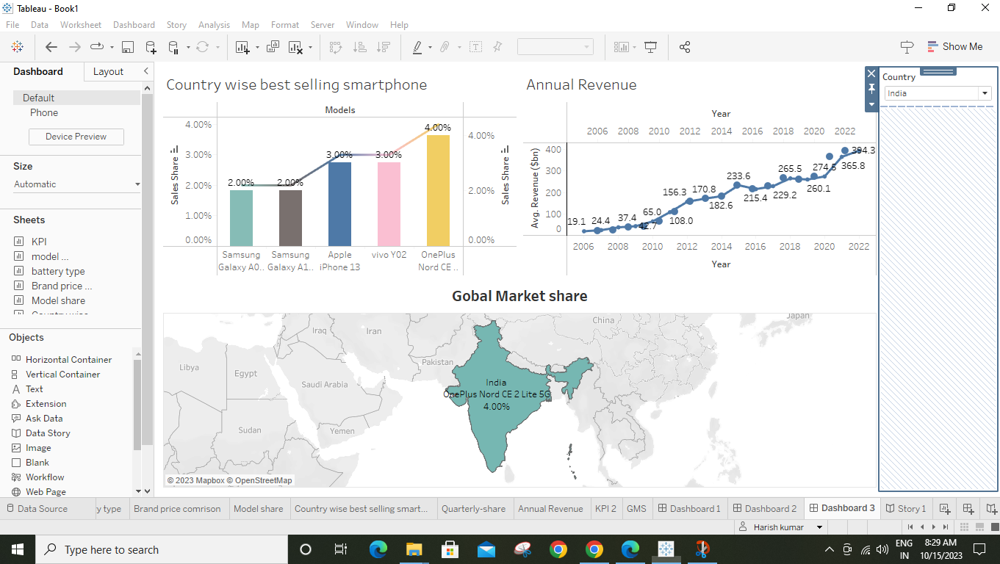 Tableau - Book1
File Data Worksheet Dashboard Story Analysis Map Format Server Window Help
Show Me
Dashboard Layout
Default
Phone
Device Preview
Size
Automatic
Sheets
KPI
model ...
battery type
Brand price ...
Model share
Objects
Horizontal Container
Vertical Container
Text
Extension
Ask Data
Data Story
Image
Blank
Workflow
Web Page
Country wise best selling smartphone
Models
4.00%
3.00%
2.00%
1.00%
0.00%
Sales Share
2.00% 2.00% 3.00% 3.00% 4.00%
4.00%
2.00%
0.00%
Sales Share
Samsung Samsung Apple vivo Y02 OnePlus
Galaxy A0.. Galaxy A1.. iPhone 13 Nord CE ..
Annual Revenue
Year
2006 2008 2010 2012 2014 2016 2018 2020 2022
400
300
200
100
0
Avg. Revenue ($bn)
19.1 24.4 37.4 42.7 65.0 108.0 156.3 170.8 182.6 233.6 215.4 229.2 265.5 260.1 274.5 365.8 394.3
2006 2008 2010 2012 2014 2016 2018 2020 2022
Year
Country
India
Gobal Market share
Iraq
Iran
China
Japan
Libya
Egypt
Pakistan
Saudi Arabia
Sudan
Yemen
India
OnePlus Nord CE 2 Lite 5G
4.00%
© 2023 Mapbox © OpenStreetMap
Data Source y type Brand price comrison Model share Country wise best selling smart... Quarterly-share Annual Revenue KPI 2 GMS Dashboard 1 Dashboard 2 Dashboard 3 Story 1
Harish kumar
Type here to search
ENG
IN
8:29 AM
10/15/2023